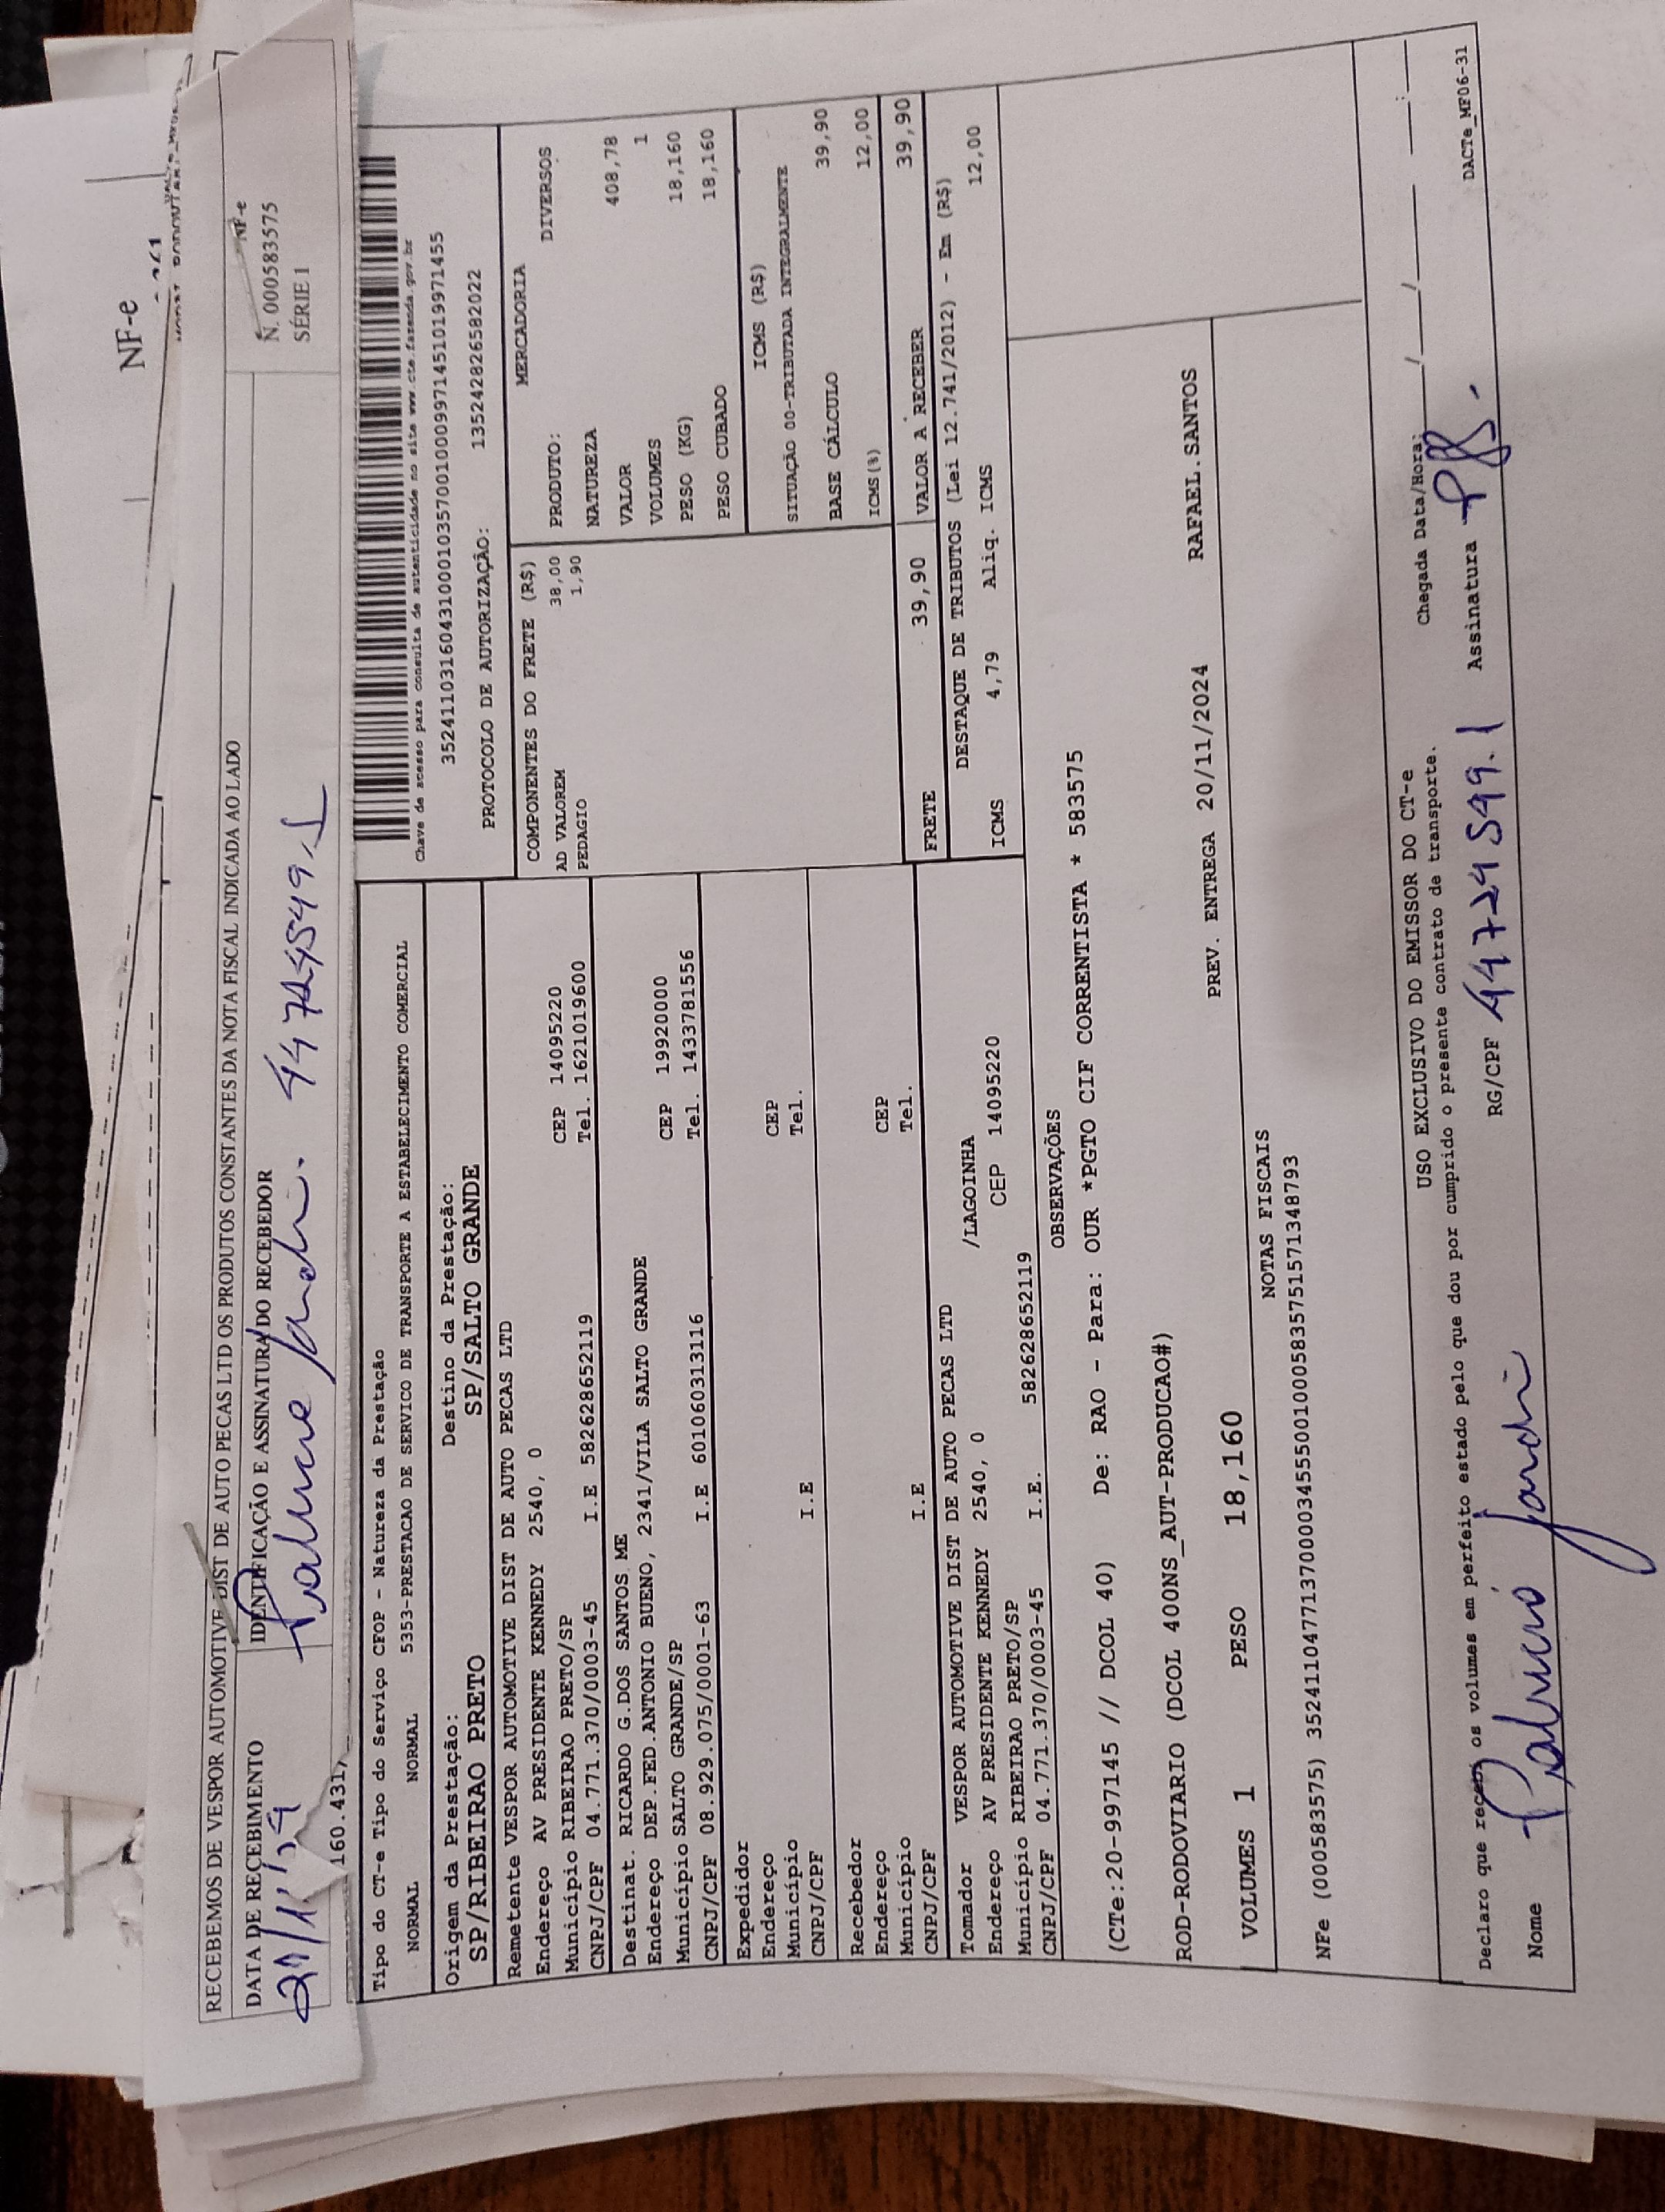 NF-e
RECEBEMOS DE VESPOR AUTOMOTIVE DIST DE AUTO PECAS LTD OS PRODUTOS CONSTANTES DA NOTA FISCAL INDICADA AO LADO
NF-e
N. 000583575
SÉRIE 1
DATA DE RECEBIMENTO
IDENTIFICAÇÃO E ASSINATURA DO RECEBEDOR
160.431
Tipo do CT-e Tipo do Serviço CFOP - Natureza da Prestação
NORMAL NORMAL 5353-PRESTACAO DE SERVICO DE TRANSPORTE A ESTABELECIMENTO COMERCIAL
Origem da Prestação: Destino da Prestação:
SP/RIBEIRAO PRETO SP/SALTO GRANDE
Chave de acesso para consulta de autenticidade no site www.cte.fazenda.gov.br
35241103160431000103570010009971451019971455
PROTOCOLO DE AUTORIZAÇÃO: 135242826582022
Remetente VESPOR AUTOMOTIVE DIST DE AUTO PECAS LTD
Endereço AV PRESIDENTE KENNEDY 2540, 0
Município RIBEIRAO PRETO/SP CEP 14095220
CNPJ/CPF 04.771.370/0003-45 I.E 582628652119 Tel. 1621019600
Destinat. RICARDO G.DOS SANTOS ME
Endereço DEP.FED.ANTONIO BUENO, 2341/VILA SALTO GRANDE
Município SALTO GRANDE/SP CEP 19920000
CNPJ/CPF 08.929.075/0001-63 I.E 601060313116 Tel. 1433781556
Expedidor
Endereço
Município CEP
CNPJ/CPF I.E Tel.
Recebedor
Endereço
Município CEP
CNPJ/CPF I.E Tel.
Tomador VESPOR AUTOMOTIVE DIST DE AUTO PECAS LTD
Endereço AV PRESIDENTE KENNEDY 2540, 0 /LAGOINHA
Município RIBEIRAO PRETO/SP CEP 14095220
CNPJ/CPF 04.771.370/0003-45 I.E. 582628652119
COMPONENTES DO FRETE (R$)
AD VALOREM 38,00
PEDAGIO 1,90
MERCADORIA
PRODUTO: DIVERSOS
NATUREZA
VALOR 408,78
VOLUMES 1
PESO (KG) 18,160
PESO CUBADO 18,160
ICMS (R$)
SITUAÇÃO 00-TRIBUTADA INTEGRALMENTE
BASE CÁLCULO 39,90
ICMS(%) 12,00
FRETE 39,90 VALOR A RECEBER 39,90
DESTAQUE DE TRIBUTOS (Lei 12.741/2012) - Em (R$)
ICMS 4,79 Aliq. ICMS 12,00
OBSERVAÇÕES
(CTe:20-997145 // DCOL 40) De: RAO - Para: OUR *PGTO CIF CORRENTISTA * 583575
ROD-RODOVIARIO (DCOL 400NS_AUT-PRODUCAO#)
PREV. ENTREGA 20/11/2024 RAFAEL.SANTOS
VOLUMES 1 PESO 18,160
NOTAS FISCAIS
NFe (000583575) 35241104771370000345550010005835751571348793
USO EXCLUSIVO DO EMISSOR DO CT-e
Chegada Data/Hora: / / :
Declaro que recebi os volumes em perfeito estado pelo que dou por cumprido o presente contrato de transporte.
Nome
RG/CPF
Assinatura
DACTe_MF06-31